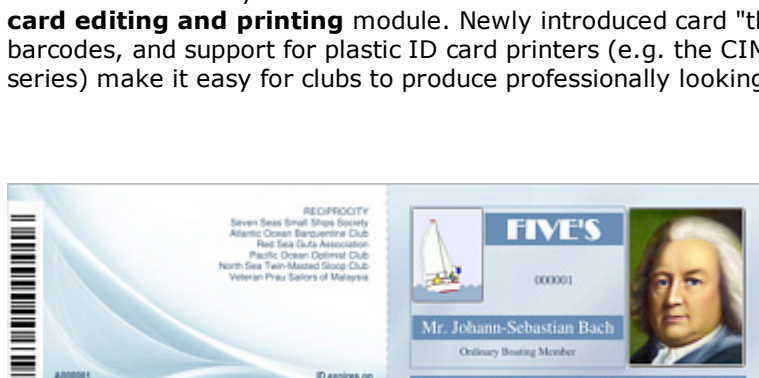 card editing and printing module. Newly introduced card "th
barcodes, and support for plastic ID card printers (e.g. the CIM
series) make it easy for clubs to produce professionally looking
RECIPROCITY
Seven Seas Small Ships Society
Atlantic Ocean Barquentine Club
Red Sea Gufa Association
Pacific Ocean Optimist Club
North Sea Twin-Masted Sloop Club
Veteran Prau Sailors of Malaysia
A000001
ID expires on
FIVE'S
000001
Mr. Johann-Sebastian Bach
Ordinary Boating Member